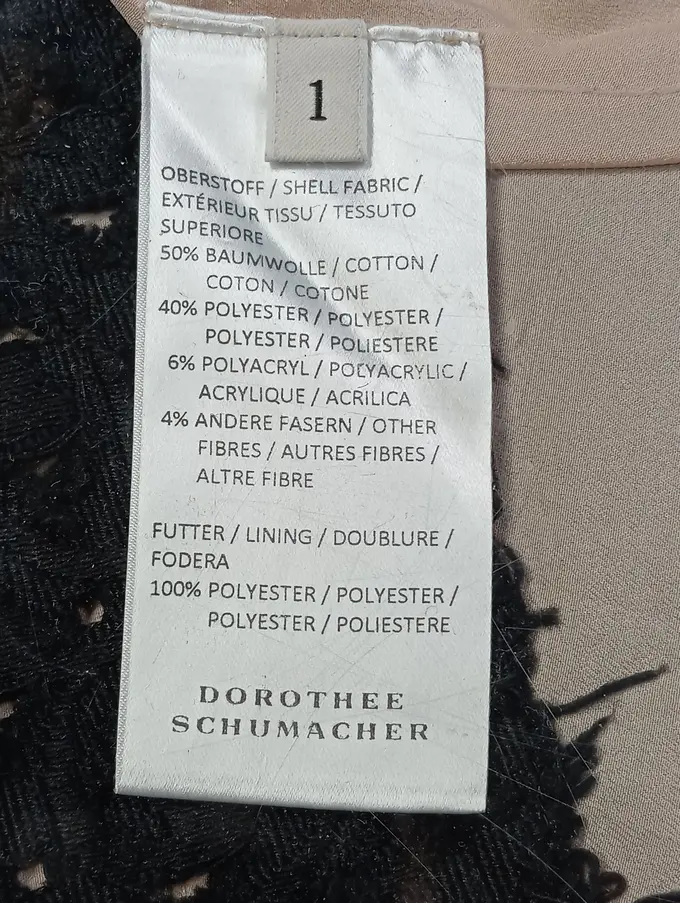 1
OBERSTOFF / SHELL FABRIC /
EXTÉRIEUR TISSU / TESSUTO
SUPERIORE
50% BAUMWOLLE / COTTON /
COTON / COTONE
40% POLYESTER / POLYESTER /
POLYESTER / POLIESTERE
6% POLYACRYL / POLYACRYLIC /
ACRYLIQUE / ACRILICA
4% ANDERE FASERN / OTHER
FIBRES / AUTRES FIBRES /
ALTRE FIBRE
FUTTER / LINING / DOUBLURE /
FODERA
100% POLYESTER / POLYESTER /
POLYESTER / POLIESTERE
DOROTHEE
SCHUMACHER